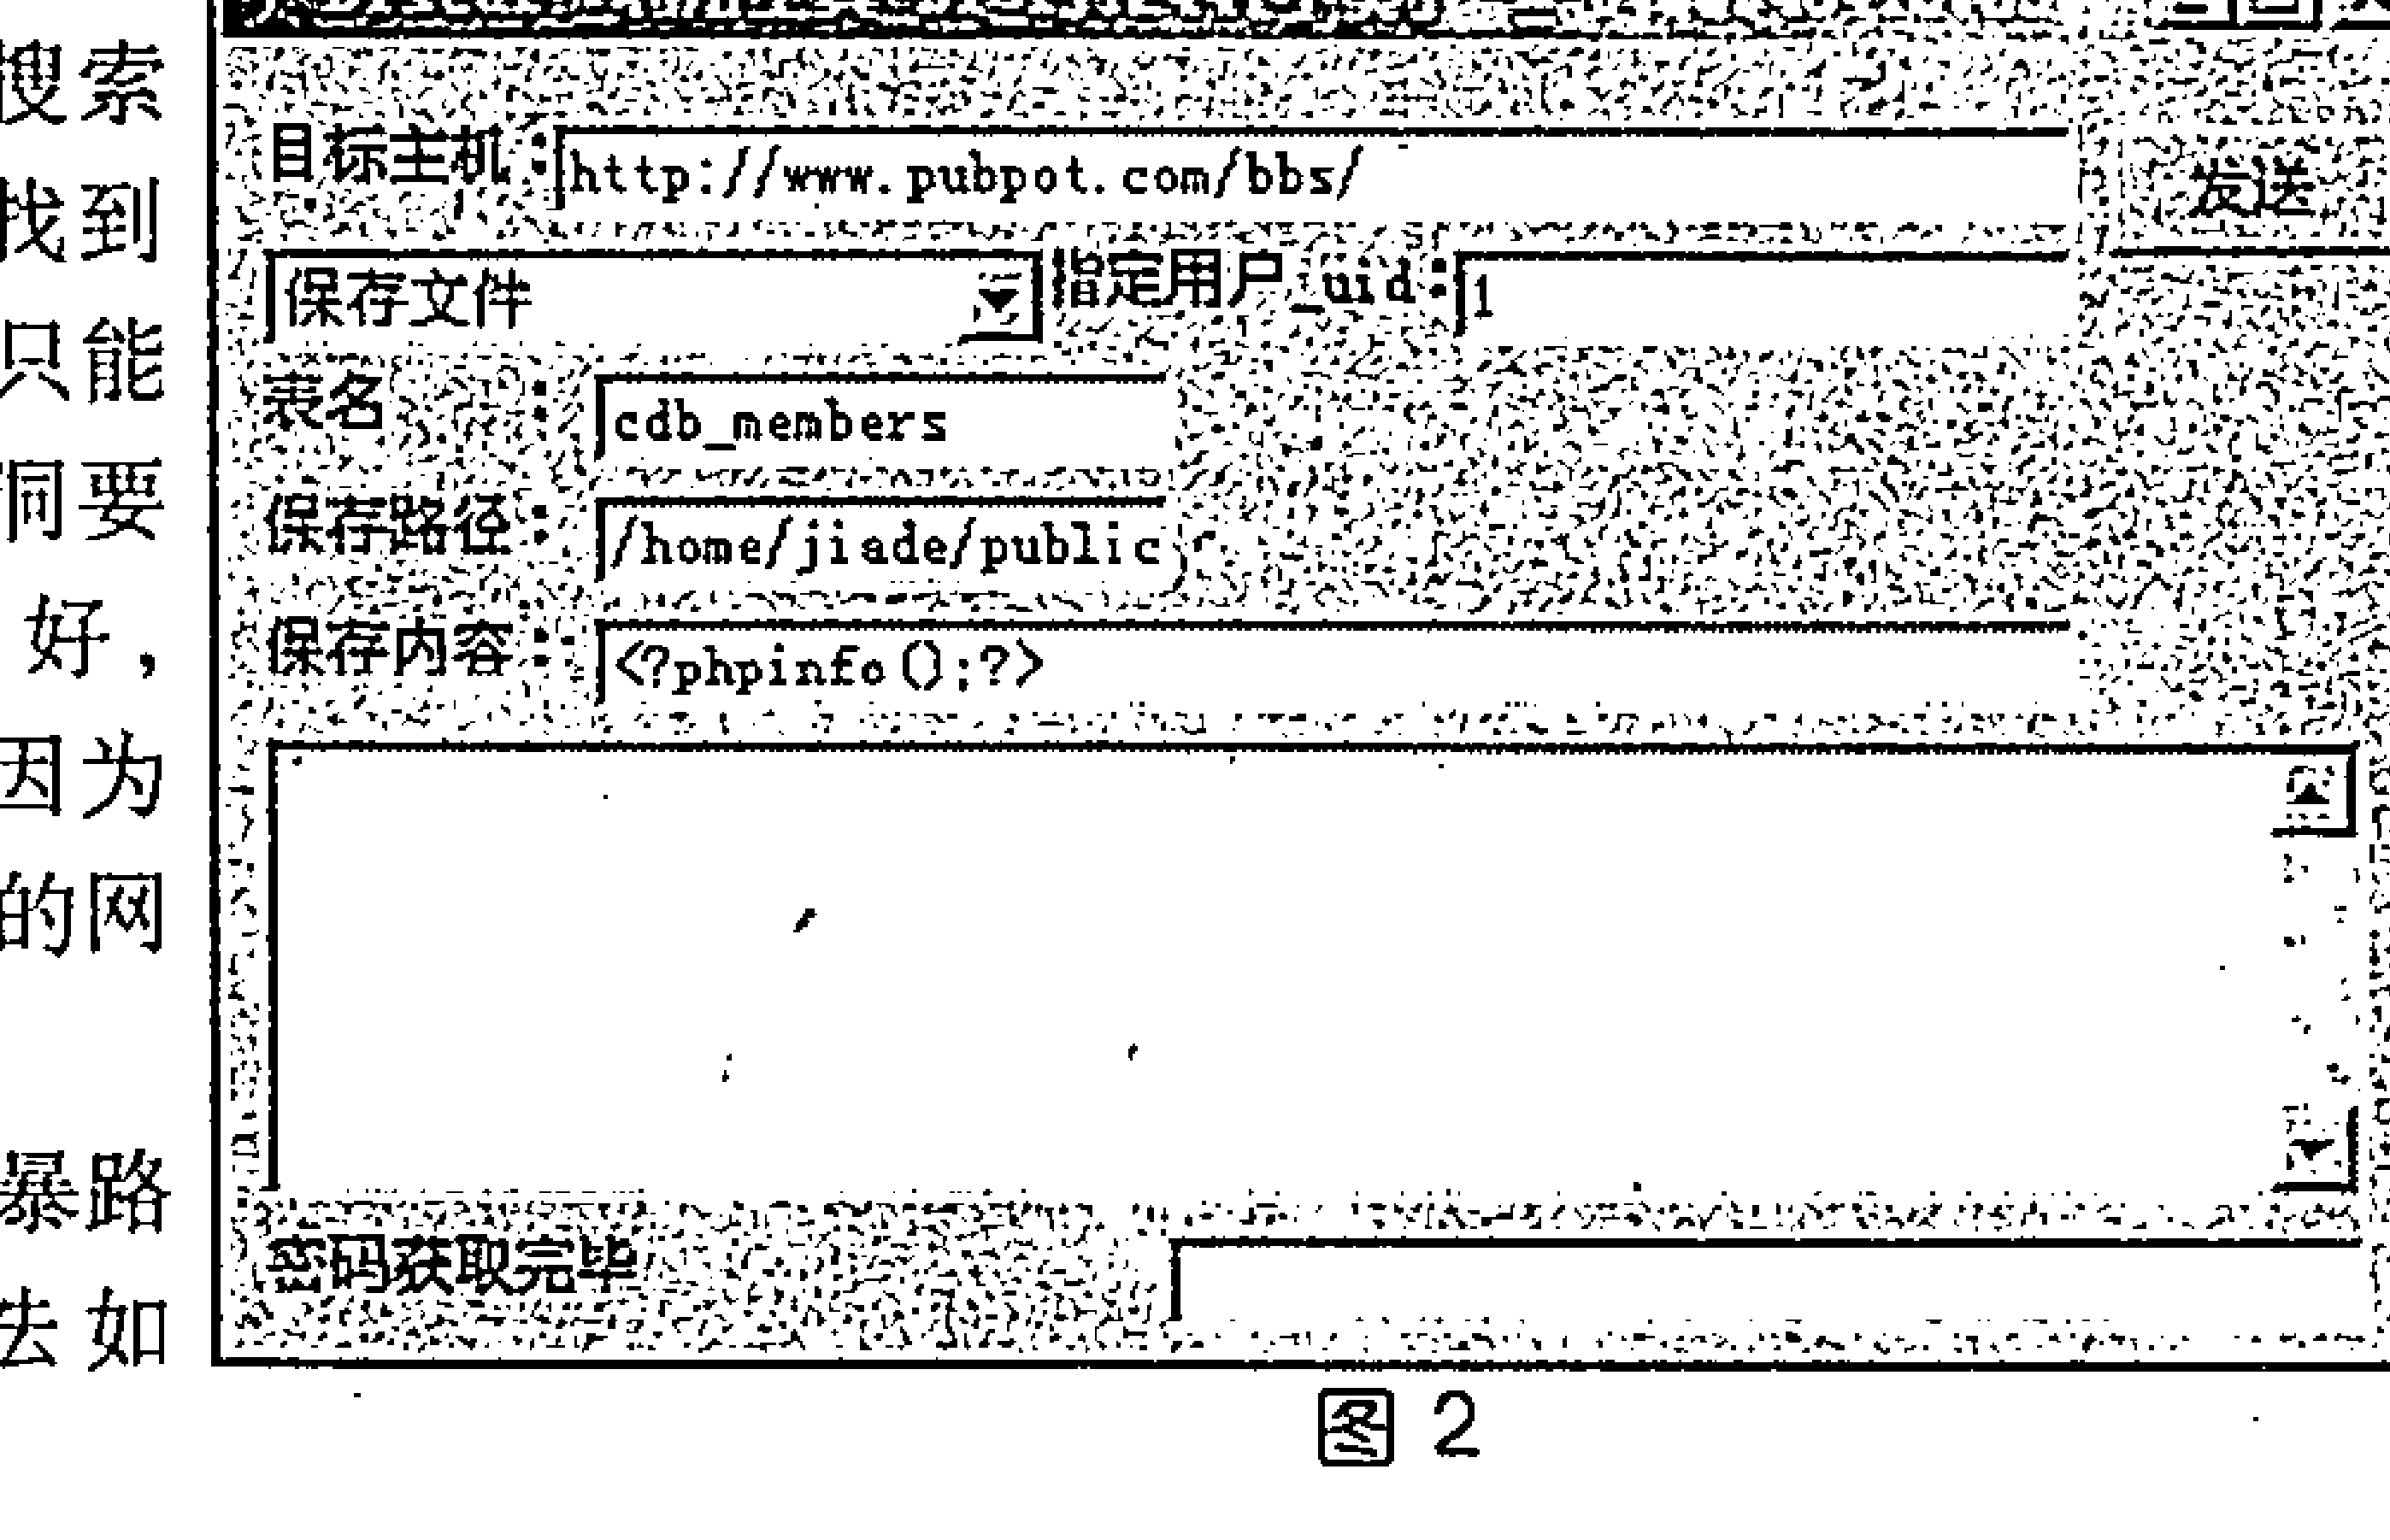 搜索
找到
只能
洞要
好，
因为
的网
暴路
法如
目标主机：http://www.pubpot.com/bbs/ 发送
保存文件 指定用户_uid：1
表名：cdb_members
保存路径：/home/jiade/public
保存内容：<?phpinfo();?>
密码获取完毕
图 2